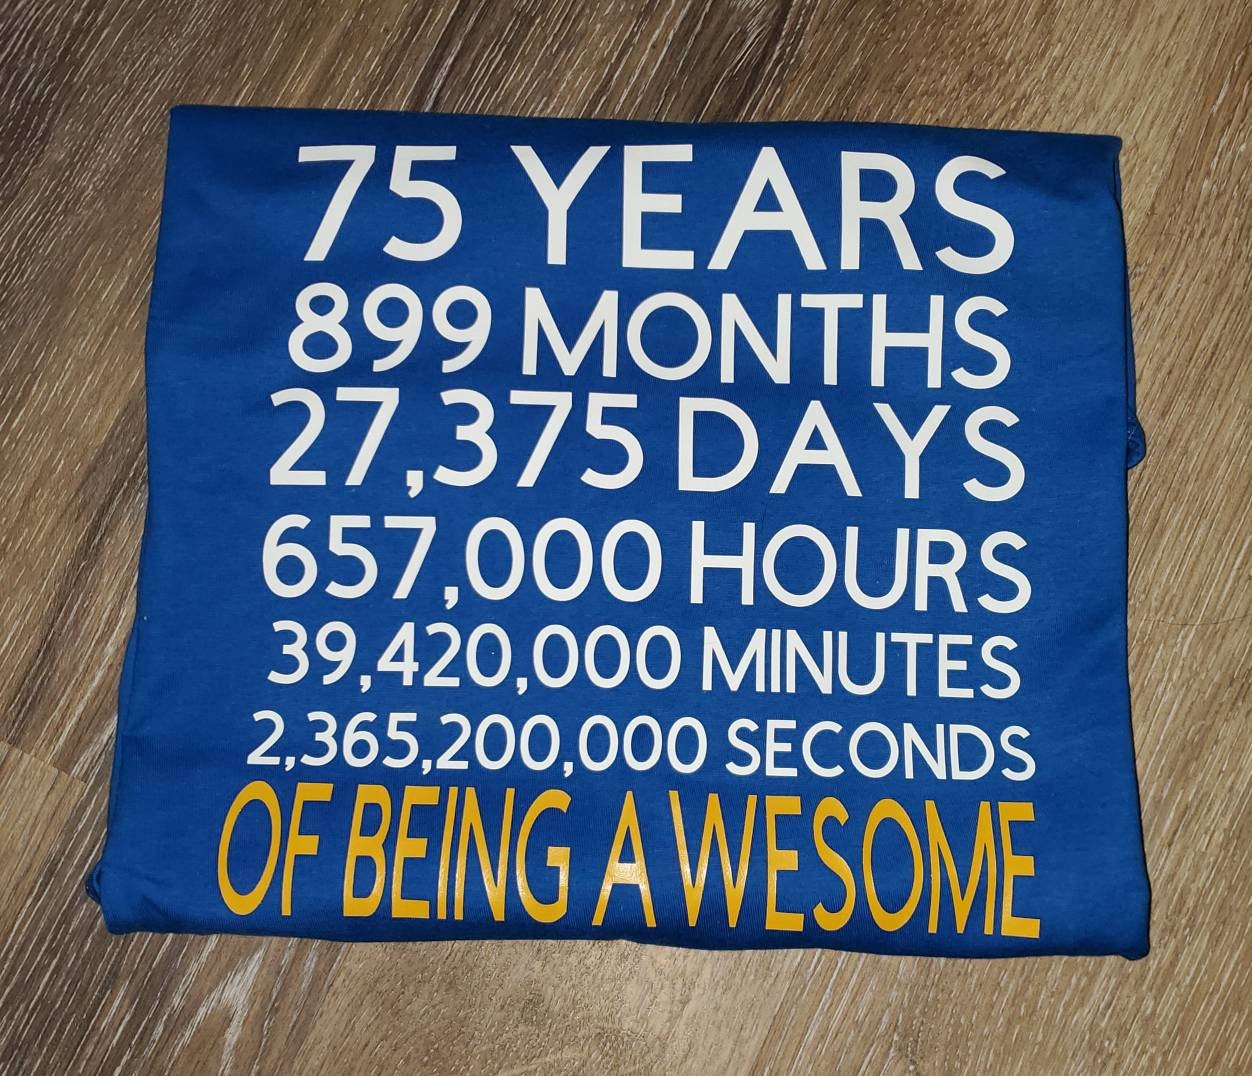 75 YEARS
899 MONTHS
27,375 DAYS
657,000 HOURS
39,420,000 MINUTES
2,365,200,000 SECONDS
OF BEING AWESOME